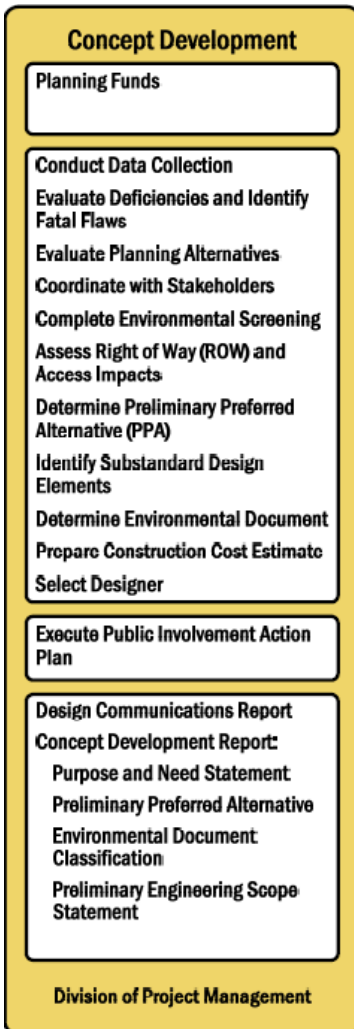 Concept Development
Planning Funds
Conduct Data Collection
Evaluate Deficiencies and Identify
Fatal Flaws
Evaluate Planning Alternatives
Coordinate with Stakeholders
Complete Environmental Screening
Assess Right of Way (ROW) and
Access Impacts
Determine Preliminary Preferred
Alternative (PPA)
Identify Substandard Design
Elements
Determine Environmental Document
Prepare Construction Cost Estimate
Select Designer
Execute Public Involvement Action
Plan
Design Communications Report
Concept Development Report:
Purpose and Need Statement
Preliminary Preferred Alternative
Environmental Document
Classification
Preliminary Engineering Scope
Statement
Division of Project Management